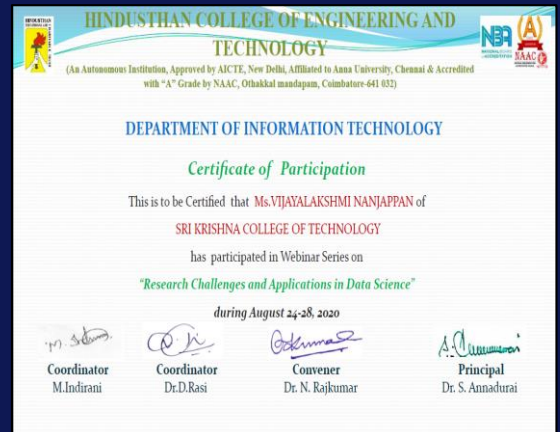 HINDUSTHAN COLLEGE OF ENGINEERING AND
TECHNOLOGY
(An Autonomous Institution, Approved by AICTE, New Delhi, Affiliated to Anna University, Chennai & Accredited
with “A” Grade by NAAC, Othakkal mandapam, Coimbatore-641 032)
NBA
NAAC
DEPARTMENT OF INFORMATION TECHNOLOGY
Certificate of Participation
This is to be Certified that Ms.VIJAYALAKSHMI NANJAPPAN of
SRI KRISHNA COLLEGE OF TECHNOLOGY
has participated in Webinar Series on
“Research Challenges and Applications in Data Science”
during August 24-28, 2020
Coordinator
M.Indirani
Coordinator
Dr.D.Rasi
Convener
Dr. N. Rajkumar
Principal
Dr. S. Annadurai